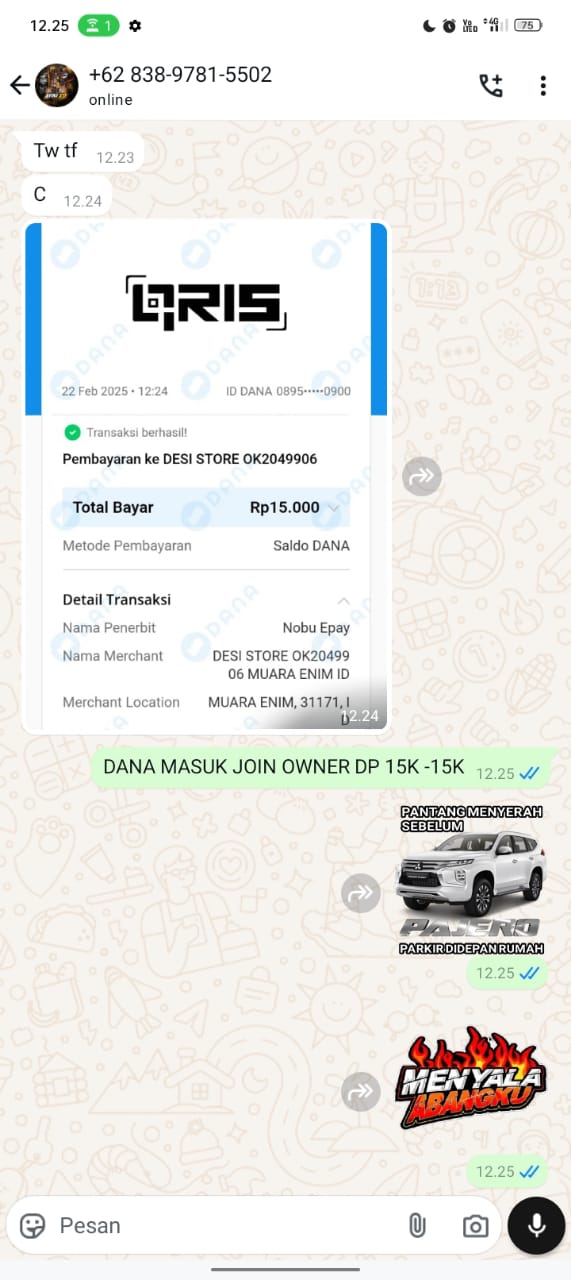 12.25 1 Vo LTED 4G 75
+62 838-9781-5502
online
Tw tf 12.23
C 12.24
QRIS
22 Feb 2025 • 12:24 ID DANA 0895•••••0900
Transaksi berhasil!
Pembayaran ke DESI STORE OK2049906
Total Bayar Rp15.000
Metode Pembayaran Saldo DANA
Detail Transaksi
Nama Penerbit Nobu Epay
Nama Merchant DESI STORE OK20499
06 MUARA ENIM ID
Merchant Location MUARA ENIM, 31171, I
D
12.24
DANA MASUK JOIN OWNER DP 15K -15K 12.25
PANTANG MENYERAH
SEBELUM
PAJERO
PARKIR DIDEPAN RUMAH
12.25
MENYALA
ABANGKU
12.25
Pesan